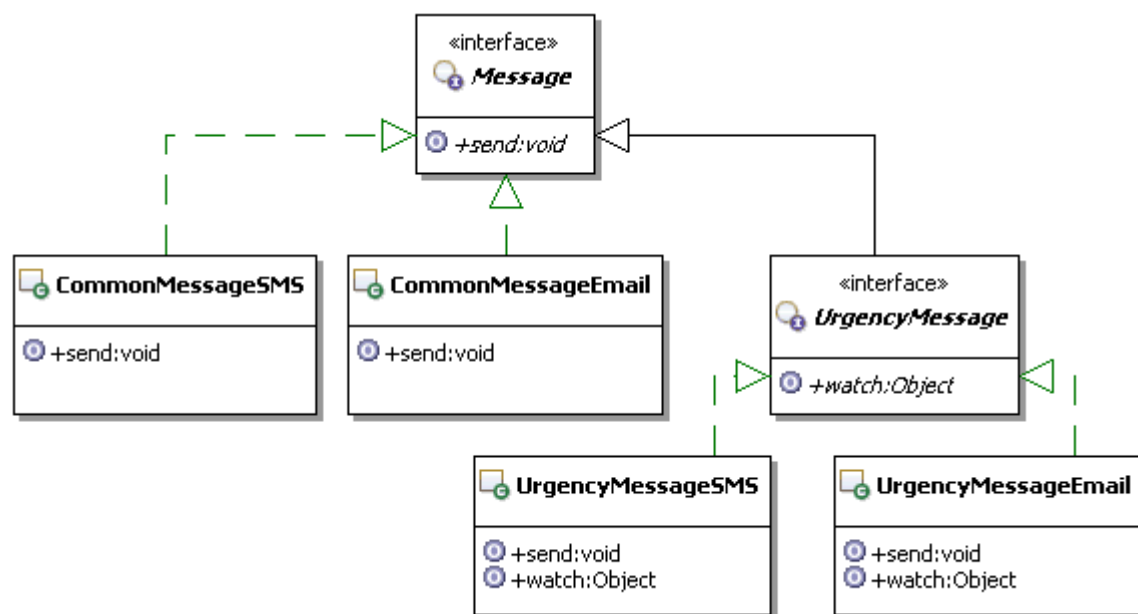 «interface»
Message
+send:void
CommonMessageSMS
+send:void
CommonMessageEmail
+send:void
«interface»
UrgencyMessage
+watch:Object
UrgencyMessageSMS
+send:void
+watch:Object
UrgencyMessageEmail
+send:void
+watch:Object